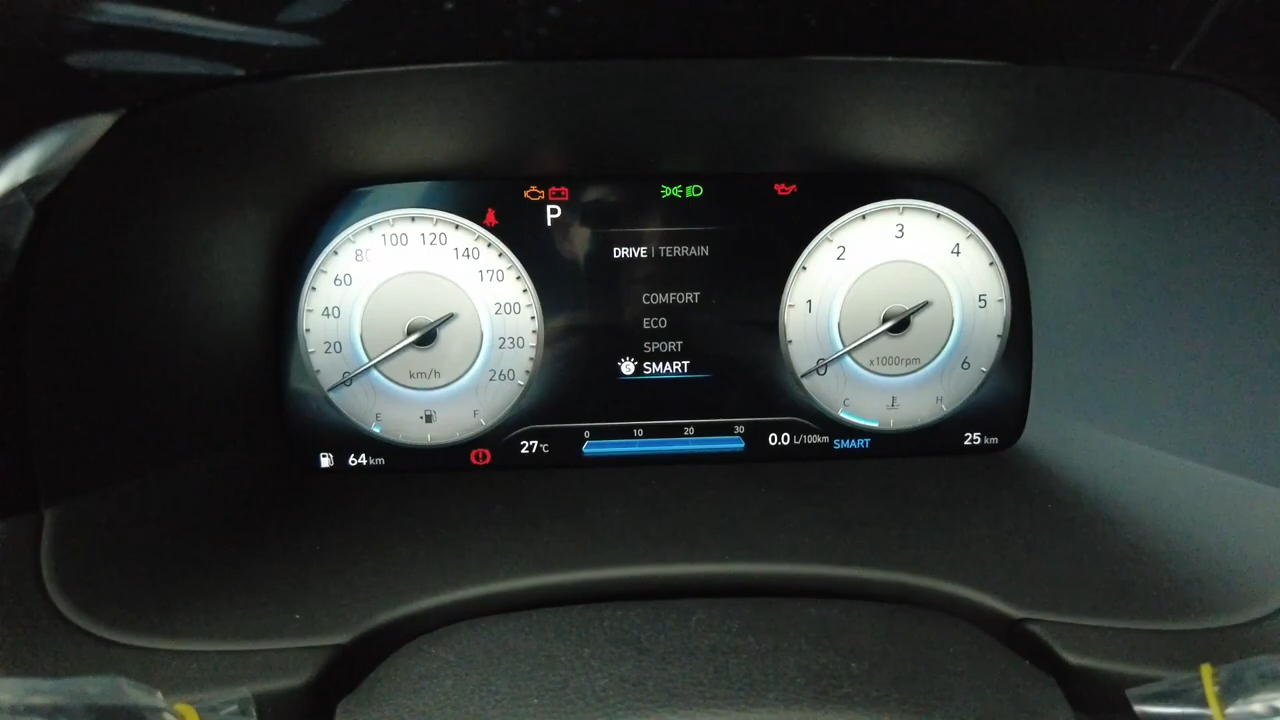 P
DRIVE | TERRAIN
COMFORT
ECO
SPORT
S SMART
0 20 40 60 80 100 120 140 170 200 230 260
km/h
E F
0 1 2 3 4 5 6
x1000rpm
C H
64 km
27 °C
0 10 20 30
0.0 L/100km
SMART
25 km